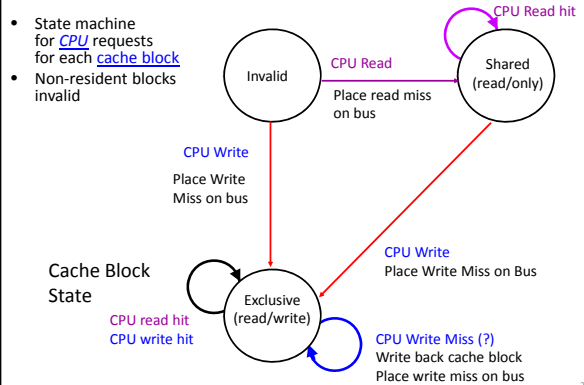 • State machine
for CPU requests
for each cache block
• Non-resident blocks
invalid
CPU Read hit
Invalid
CPU Read
Place read miss
on bus
Shared
(read/only)
CPU Write
Place Write
Miss on bus
CPU Write
Place Write Miss on Bus
Cache Block
State
CPU read hit
CPU write hit
Exclusive
(read/write)
CPU Write Miss (?)
Write back cache block
Place write miss on bus